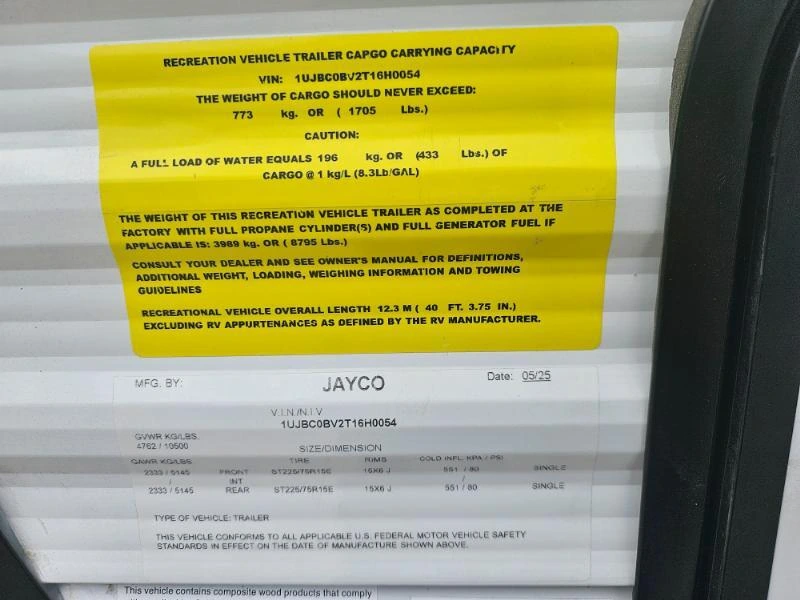 RECREATION VEHICLE TRAILER CAPGO CARRYING CAPACITY
VIN: 1UJBC0BV2T16H0054
THE WEIGHT OF CARGO SHOULD NEVER EXCEED:
773 kg. OR ( 1705 Lbs.)
CAUTION:
A FULL LOAD OF WATER EQUALS 196 kg. OR (433 Lbs.) OF
CARGO @ 1 kg/L (8.3Lb/GAL)
THE WEIGHT OF THIS RECREATION VEHICLE TRAILER AS COMPLETED AT THE
FACTORY WITH FULL PROPANE CYLINDER(S) AND FULL GENERATOR FUEL IF
APPLICABLE IS: 3989 kg. OR ( 8795 Lbs.)
CONSULT YOUR DEALER AND SEE OWNER'S MANUAL FOR DEFINITIONS,
ADDITIONAL WEIGHT, LOADING, WEIGHING INFORMATION AND TOWING
GUIDELINES
RECREATIONAL VEHICLE OVERALL LENGTH 12.3 M ( 40 FT. 3.75 IN.)
EXCLUDING RV APPURTENANCES AS DEFINED BY THE RV MANUFACTURER.
MFG. BY: JAYCO Date: 05/25
V.I.N./N.I.V
1UJBC0BV2T16H0054
GVWR KG/LBS.
4762 / 10500
SIZE/DIMENSION
GAWR KG/LBS TIRE RIMS COLD INFL. KPA / PSI
2333 / 5145 FRONT ST225/75R15E 15X6 J 551 / 80 SINGLE
/ INT /
2333 / 5145 REAR ST225/75R15E 15X6 J 551 / 80 SINGLE
TYPE OF VEHICLE: TRAILER
THIS VEHICLE CONFORMS TO ALL APPLICABLE U.S. FEDERAL MOTOR VEHICLE SAFETY
STANDARDS IN EFFECT ON THE DATE OF MANUFACTURE SHOWN ABOVE.
This vehicle contains composite wood products that comply